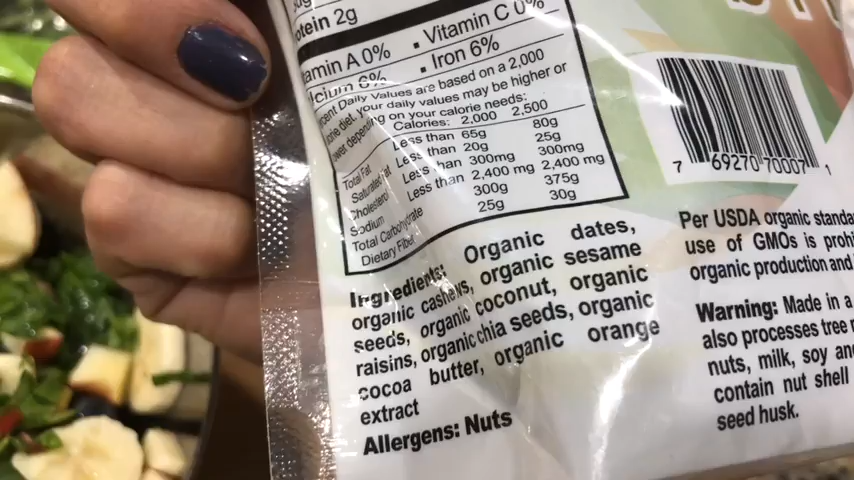 otein 2g
tamin A 0% • Vitamin C 0%
lcium 6% • Iron 6%
cent Daily Values are based on a 2,000
orie diet. your daily values may be higher or
wer depending on your calorie needs:
Calories: 2,000 2,500
Total Fat Less than 65g 80g
Saturated Fat Less than 20g 25g
Cholesterol Less than 300mg 300mg
Sodium Less than 2,400 mg 2,400 mg
Total Carbohydrate 300g 375g
Dietary Fiber 25g 30g
Ingredients: Organic dates,
organic cashews, organic sesame
seeds, organic coconut, organic
raisins, organic chia seeds, organic
cocoa butter, organic orange
extract
Allergens: Nuts
7 69270 70007 1
Per USDA organic standa
use of GMOs is prohi
organic production and
Warning: Made in a
also processes tree n
nuts, milk, soy an
contain nut shell
seed husk.